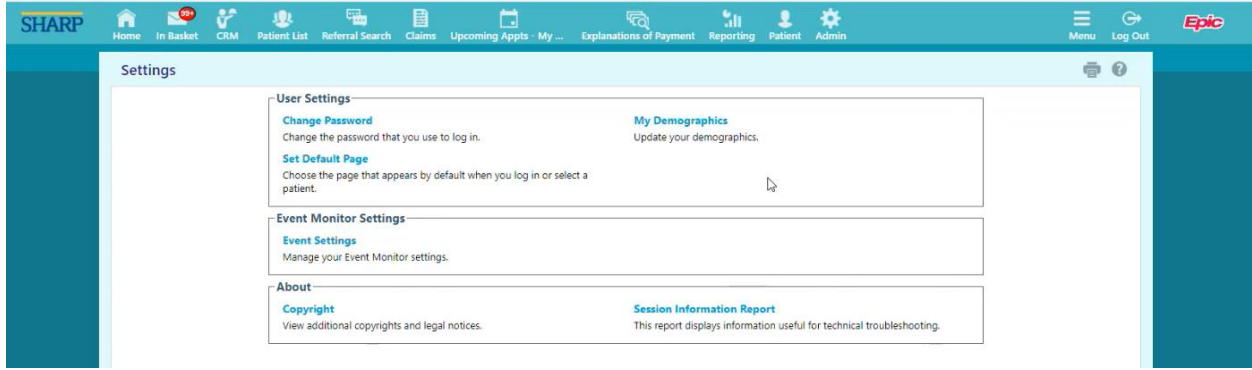 SHARP
Home
99+
In Basket
CRM
Patient List
Referral Search
Claims
Upcoming Appts - My ...
Explanations of Payment
Reporting
Patient
Admin
Menu
Log Out
Epic
Settings
User Settings
Change Password
Change the password that you use to log in.
My Demographics
Update your demographics.
Set Default Page
Choose the page that appears by default when you log in or select a
patient.
Event Monitor Settings
Event Settings
Manage your Event Monitor settings.
About
Copyright
View additional copyrights and legal notices.
Session Information Report
This report displays information useful for technical troubleshooting.